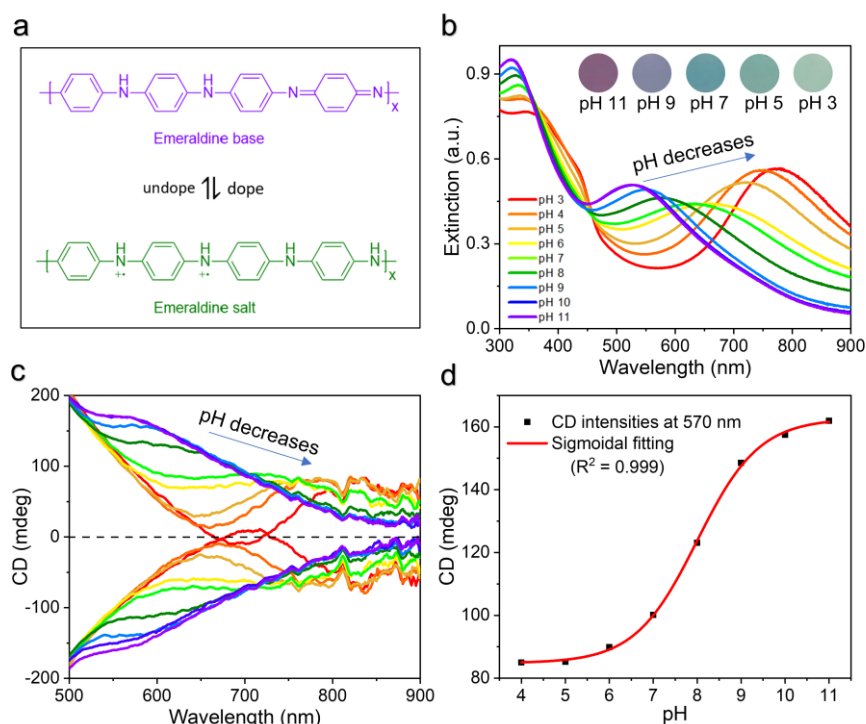 a
H
N
H
N
N
N
x
Emeraldine base
undope dope
H
N
+•
H
N
+•
H
N
H
N
x
Emeraldine salt
b
0.9
0.6
0.3
0.0
Extinction (a.u.)
pH 11 pH 9 pH 7 pH 5 pH 3
pH decreases
pH 3
pH 4
pH 5
pH 6
pH 7
pH 8
pH 9
pH 10
pH 11
300 400 500 600 700 800 900
Wavelength (nm)
c
200
100
0
-100
-200
CD (mdeg)
pH decreases
500 600 700 800 900
Wavelength (nm)
d
160
140
120
100
80
CD (mdeg)
CD intensities at 570 nm
Sigmoidal fitting
(R² = 0.999)
4 5 6 7 8 9 10 11
pH